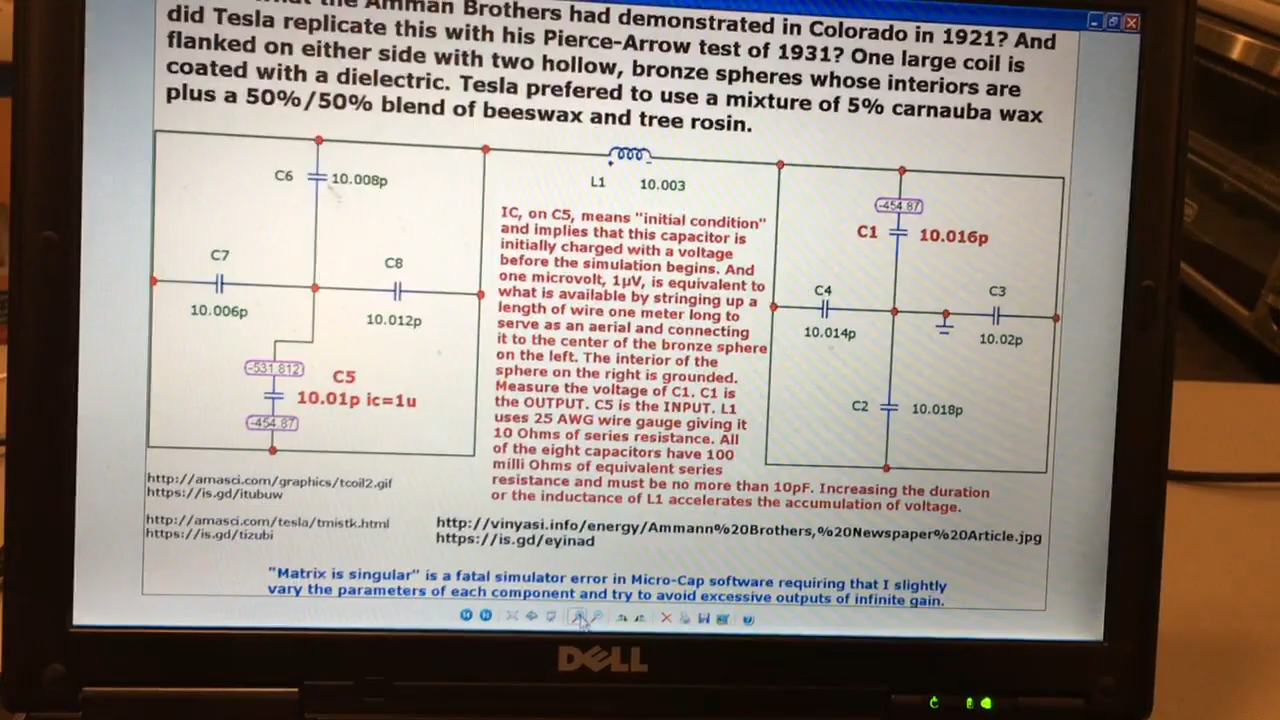 the Amman Brothers had demonstrated in Colorado in 1921? And
did Tesla replicate this with his Pierce-Arrow test of 1931? One large coil is
flanked on either side with two hollow, bronze spheres whose interiors are
coated with a dielectric. Tesla prefered to use a mixture of 5% carnauba wax
plus a 50%/50% blend of beeswax and tree rosin.
C6 10.008p
L1 10.003
-454.87
C1 10.016p
C7
10.006p
C8
10.012p
C4
10.014p
C3
10.02p
-531.812
C5
10.01p ic=1u
-454.87
C2 10.018p
IC, on C5, means "initial condition"
and implies that this capacitor is
initially charged with a voltage
before the simulation begins. And
one microvolt, 1µV, is equivalent to
what is available by stringing up a
length of wire one meter long to
serve as an aerial and connecting
it to the center of the bronze sphere
on the left. The interior of the
sphere on the right is grounded.
Measure the voltage of C1. C1 is
the OUTPUT. C5 is the INPUT. L1
uses 25 AWG wire gauge giving it
10 Ohms of series resistance. All
of the eight capacitors have 100
milli Ohms of equivalent series
resistance and must be no more than 10pF. Increasing the duration
or the inductance of L1 accelerates the accumulation of voltage.
http://amasci.com/graphics/tcoil2.gif
https://is.gd/itubuw
http://amasci.com/tesla/tmistk.html
https://is.gd/tizubi
http://vinyasi.info/energy/Ammann%20Brothers,%20Newspaper%20Article.jpg
https://is.gd/eyinad
"Matrix is singular" is a fatal simulator error in Micro-Cap software requiring that I slightly
vary the parameters of each component and try to avoid excessive outputs of infinite gain.
DELL